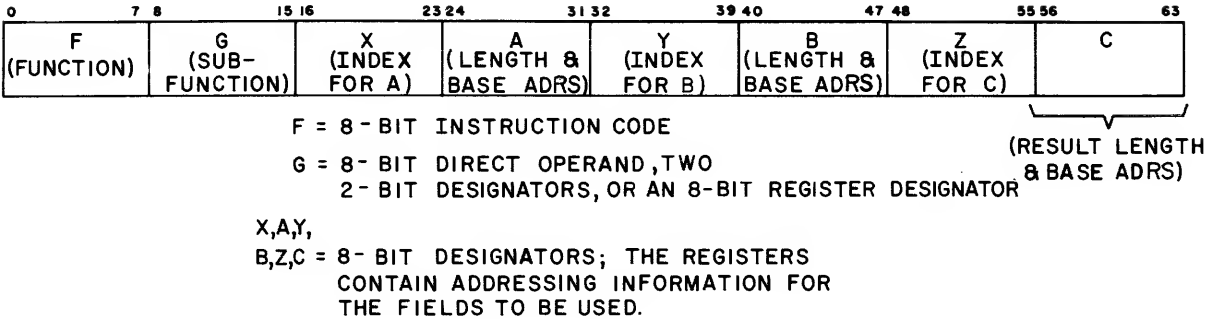 0 7 8 15 16 23 24 31 32 39 40 47 48 55 56 63
F G X A Y B Z C
(FUNCTION) (SUB- (INDEX (LENGTH & (INDEX (LENGTH & (INDEX
FUNCTION) FOR A) BASE ADRS) FOR B) BASE ADRS) FOR C)
F = 8-BIT INSTRUCTION CODE
(RESULT LENGTH
& BASE ADRS)
G = 8-BIT DIRECT OPERAND, TWO
2-BIT DESIGNATORS, OR AN 8-BIT REGISTER DESIGNATOR
X,A,Y,
B,Z,C = 8-BIT DESIGNATORS; THE REGISTERS
CONTAIN ADDRESSING INFORMATION FOR
THE FIELDS TO BE USED.